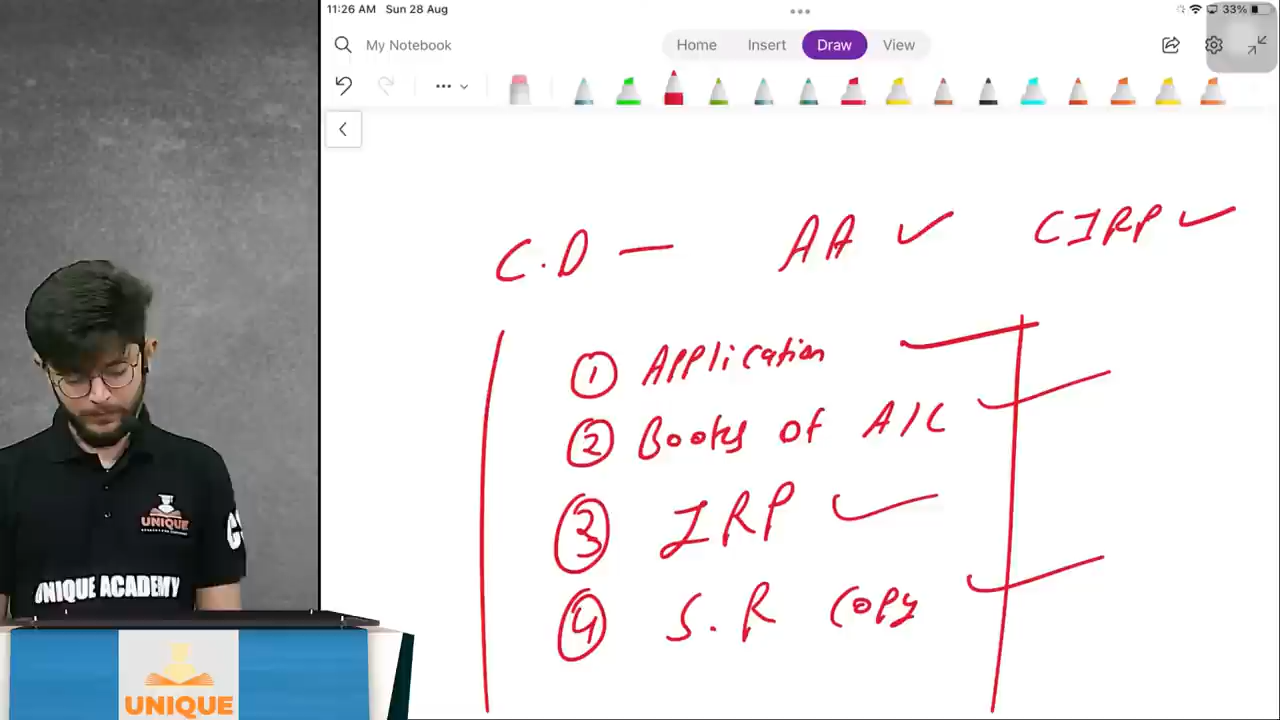 11:26 AM Sun 28 Aug
33%
My Notebook
Home Insert Draw View
C.D — AA ✓ CIRP ✓
① Application
② Books of A/C ✓
③ IRP ✓
④ S.R Copy ✓
UNIQUE
UNIQUE ACADEMY
UNIQUE